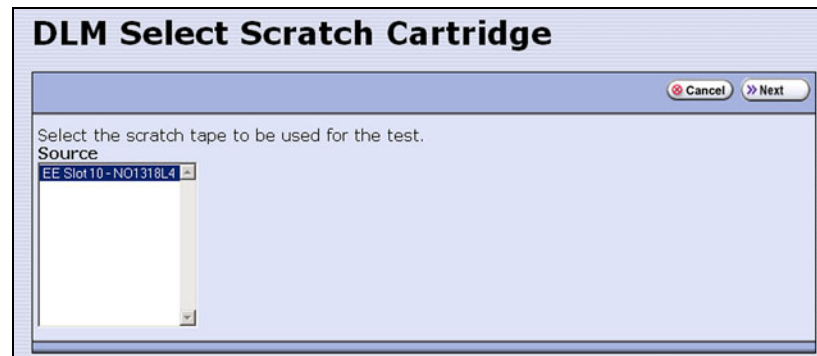 DLM Select Scratch Cartridge
Cancel Next
Select the scratch tape to be used for the test.
Source
EE Slot 10 - NO1318L4